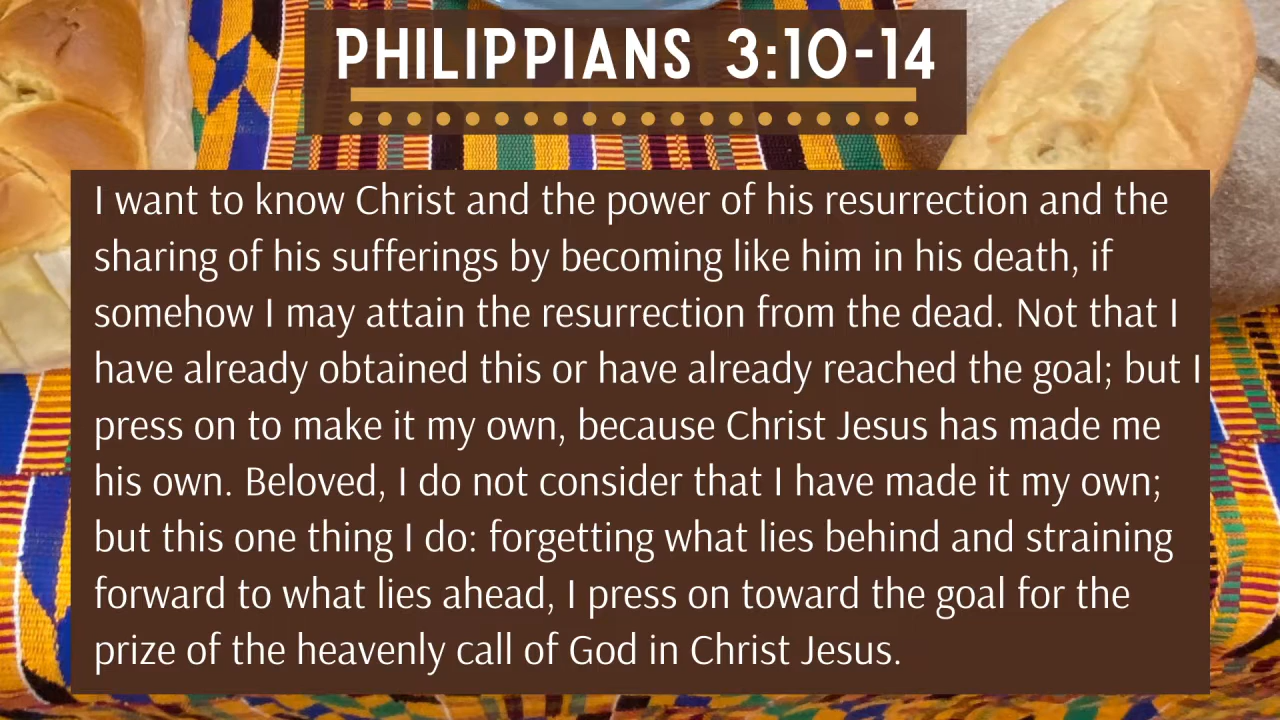 PHILIPPIANS 3:10-14
I want to know Christ and the power of his resurrection and the
sharing of his sufferings by becoming like him in his death, if
somehow I may attain the resurrection from the dead. Not that I
have already obtained this or have already reached the goal; but I
press on to make it my own, because Christ Jesus has made me
his own. Beloved, I do not consider that I have made it my own;
but this one thing I do: forgetting what lies behind and straining
forward to what lies ahead, I press on toward the goal for the
prize of the heavenly call of God in Christ Jesus.